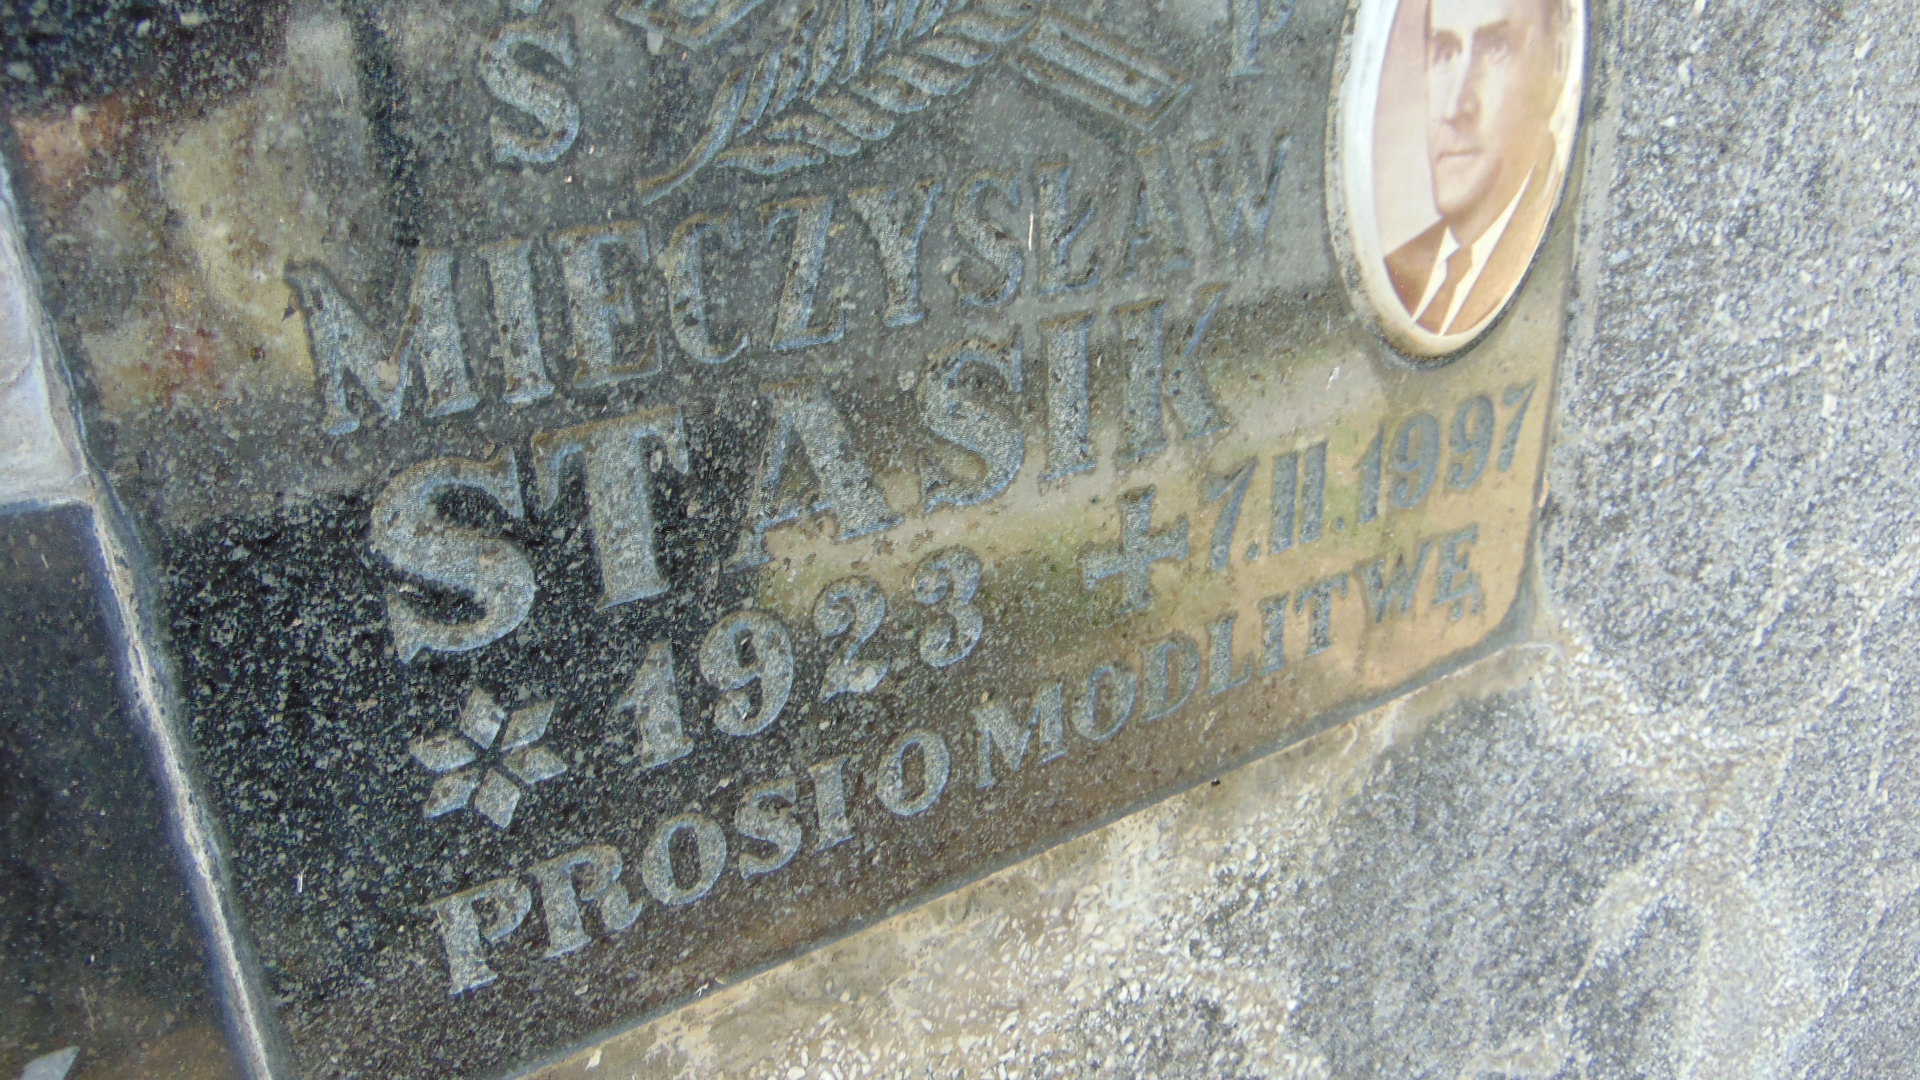 S P
MIECZYSŁAW
STASIK
* 1923 + 7.II.1997
PROSI O MODLITWĘ